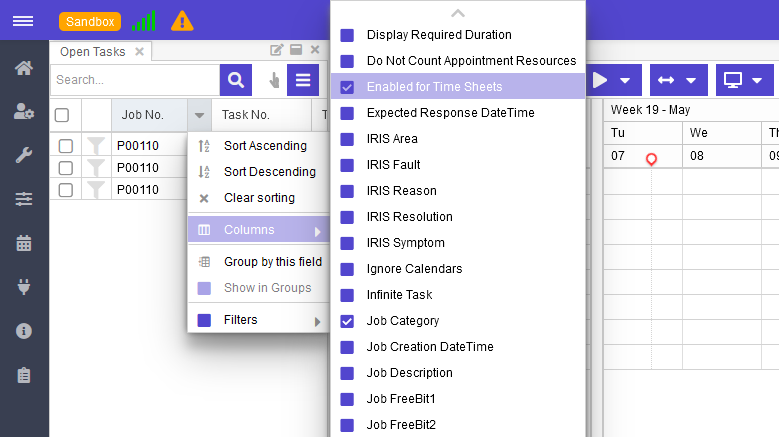 Sandbox
Open Tasks
Search...
Job No.
Task No.
T
P00110
P00110
P00110
Sort Ascending
Sort Descending
Clear sorting
Columns
Group by this field
Show in Groups
Filters
Display Required Duration
Do Not Count Appointment Resources
Enabled for Time Sheets
Expected Response DateTime
IRIS Area
IRIS Fault
IRIS Reason
IRIS Resolution
IRIS Symptom
Ignore Calendars
Infinite Task
Job Category
Job Creation DateTime
Job Description
Job FreeBit1
Job FreeBit2
Week 19 - May
Tu
We
Th
07
08
09